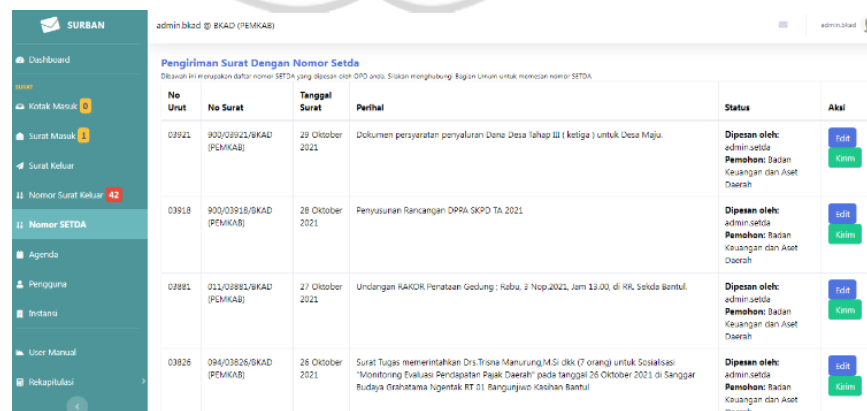 SURBAN
admin.bkad @ BKAD (PEMKAB)
admin.bkad
Dashboard
SURAT
Kotak Masuk 0
Surat Masuk 1
Surat Keluar
Nomor Surat Keluar 42
Nomor SETDA
Agenda
Pengguna
Instansi
User Manual
Rekapitulasi
Pengiriman Surat Dengan Nomor Setda
Dibawah ini merupakan daftar nomor SETDA yang dipesan oleh OPD anda. Silakan menghubungi Bagian Umum untuk memesan nomor SETDA
No Urut
No Surat
Tanggal Surat
Perihal
Status
Aksi
03921
900/03921/BKAD
(PEMKAB)
29 Oktober
2021
Dokumen persyaratan penyaluran Dana Desa Tahap III ( ketiga ) untuk Desa Maju.
Dipesan oleh:
admin.setda
Pemohon: Badan
Keuangan dan Aset
Daerah
Edit
Kirim
03918
900/03918/BKAD
(PEMKAB)
28 Oktober
2021
Penyusunan Rancangan DPPA SKPD TA 2021
Dipesan oleh:
admin.setda
Pemohon: Badan
Keuangan dan Aset
Daerah
Edit
Kirim
03881
011/03881/BKAD
(PEMKAB)
27 Oktober
2021
Undangan RAKOR Penataan Gedung ; Rabu, 3 Nop.2021, Jam 13.00, di RR. Sekda Bantul.
Dipesan oleh:
admin.setda
Pemohon: Badan
Keuangan dan Aset
Daerah
Edit
Kirim
03826
094/03826/BKAD
(PEMKAB)
26 Oktober
2021
Surat Tugas memerintahkan Drs.Trisna Manurung,M.Si dkk (7 orang) untuk Sosialisasi
"Monitoring Evaluasi Pendapatan Pajak Daerah" pada tanggal 26 Oktober 2021 di Sanggar
Budaya Grahatama Ngentak RT 01 Bangunjiwo Kasihan Bantul
Dipesan oleh:
admin.setda
Pemohon: Badan
Keuangan dan Aset
Daerah
Edit
Kirim